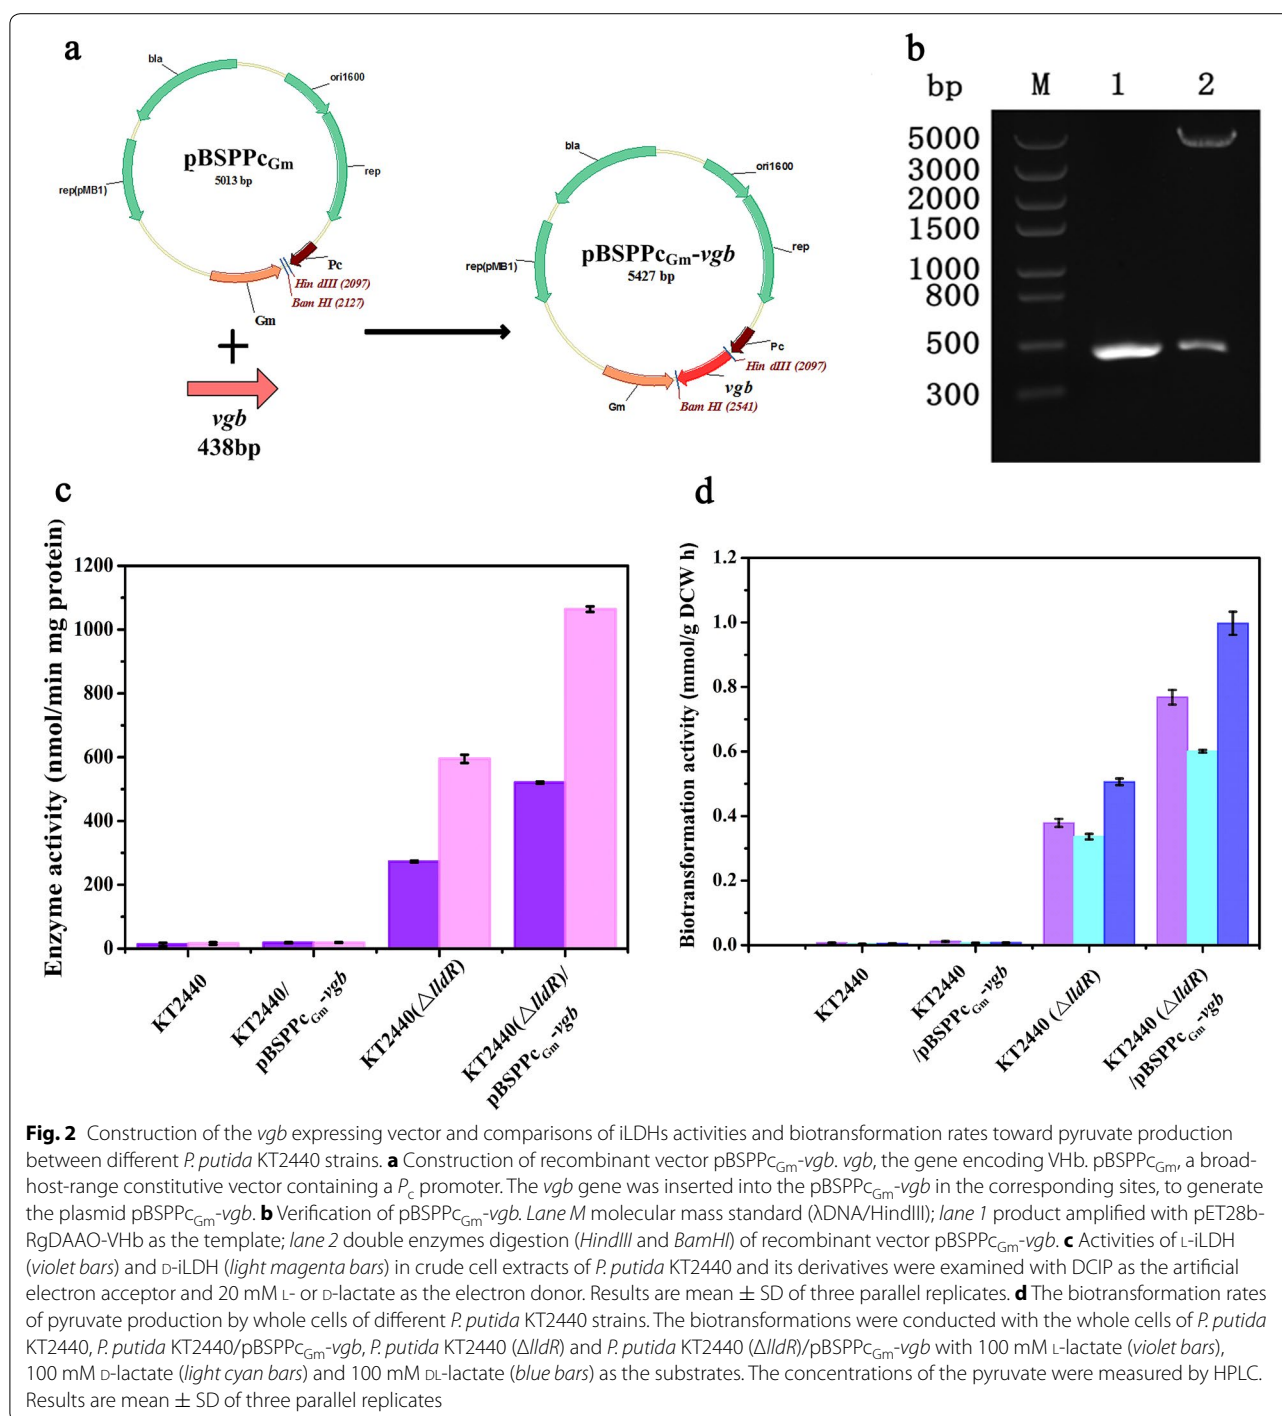 a
bla
ori1600
pBSPPcGm
5013 bp
rep(pMB1)
rep
Pc
Hin dIII (2097)
Bam HI (2127)
Gm
+
vgb
438bp
bla
ori1600
pBSPPcGm-vgb
5427 bp
rep(pMB1)
rep
Pc
Hin dIII (2097)
vgb
Bam HI (2541)
Gm
b
bp M 1 2
5000
3000
2000
1500
1000
800
500
300
c
Enzyme activity (nmol/min mg protein)
1200
1000
800
600
400
200
0
KT2440
KT2440/
pBSPPcGm-vgb
KT2440(△lldR)
KT2440(△lldR)/
pBSPPcGm-vgb
d
Biotransformation activity (mmol/g DCW h)
1.2
1.0
0.8
0.6
0.4
0.2
0.0
KT2440
KT2440
/pBSPPcGm-vgb
KT2440 (△lldR)
KT2440 (△lldR)
/pBSPPcGm-vgb
Fig. 2 Construction of the vgb expressing vector and comparisons of iLDHs activities and biotransformation rates toward pyruvate production
between different P. putida KT2440 strains. a Construction of recombinant vector pBSPPcGm-vgb. vgb, the gene encoding VHb. pBSPPcGm, a broad-
host-range constitutive vector containing a Pc promoter. The vgb gene was inserted into the pBSPPcGm-vgb in the corresponding sites, to generate
the plasmid pBSPPcGm-vgb. b Verification of pBSPPcGm-vgb. Lane M molecular mass standard (λDNA/HindIII); lane 1 product amplified with pET28b-
RgDAAO-VHb as the template; lane 2 double enzymes digestion (HindIII and BamHI) of recombinant vector pBSPPcGm-vgb. c Activities of L-iLDH
(violet bars) and D-iLDH (light magenta bars) in crude cell extracts of P. putida KT2440 and its derivatives were examined with DCIP as the artificial
electron acceptor and 20 mM L- or D-lactate as the electron donor. Results are mean ± SD of three parallel replicates. d The biotransformation rates
of pyruvate production by whole cells of different P. putida KT2440 strains. The biotransformations were conducted with the whole cells of P. putida
KT2440, P. putida KT2440/pBSPPcGm-vgb, P. putida KT2440 (ΔlldR) and P. putida KT2440 (ΔlldR)/pBSPPcGm-vgb with 100 mM L-lactate (violet bars),
100 mM D-lactate (light cyan bars) and 100 mM DL-lactate (blue bars) as the substrates. The concentrations of the pyruvate were measured by HPLC.
Results are mean ± SD of three parallel replicates